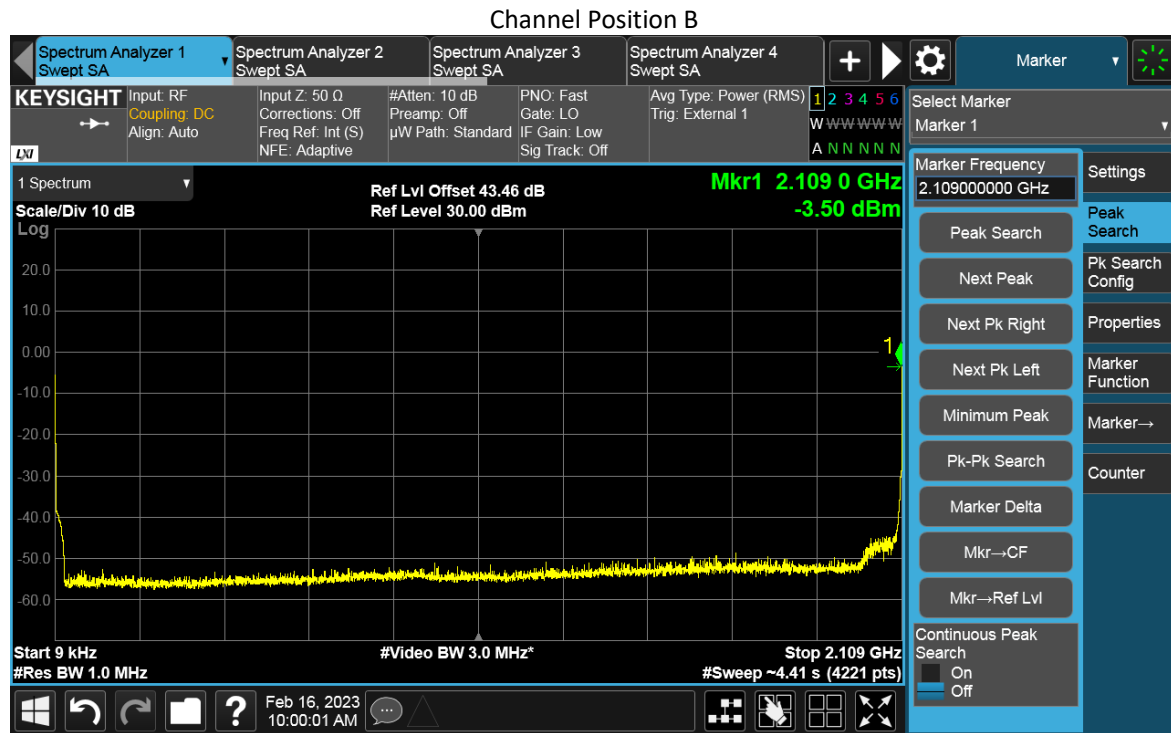 Channel Position B
Spectrum Analyzer 1
Swept SA
Spectrum Analyzer 2
Swept SA
Spectrum Analyzer 3
Swept SA
Spectrum Analyzer 4
Swept SA
Marker
KEYSIGHT
LXI
Input: RF
Coupling: DC
Align: Auto
Input Z: 50 Ω
Corrections: Off
Freq Ref: Int (S)
NFE: Adaptive
#Atten: 10 dB
Preamp: Off
µW Path: Standard
PNO: Fast
Gate: LO
IF Gain: Low
Sig Track: Off
Avg Type: Power (RMS)
Trig: External 1
1 2 3 4 5 6
W W W W W W
A N N N N N
Select Marker
Marker 1
1 Spectrum
Scale/Div 10 dB
Log
Ref Lvl Offset 43.46 dB
Ref Level 30.00 dBm
Mkr1 2.109 0 GHz
-3.50 dBm
20.0
10.0
0.00
-10.0
-20.0
-30.0
-40.0
-50.0
-60.0
1
Start 9 kHz
#Res BW 1.0 MHz
#Video BW 3.0 MHz*
Stop 2.109 GHz
#Sweep ~4.41 s (4221 pts)
Marker Frequency
2.109000000 GHz
Peak Search
Next Peak
Next Pk Right
Next Pk Left
Minimum Peak
Pk-Pk Search
Marker Delta
Mkr→CF
Mkr→Ref Lvl
Continuous Peak
Search
On
Off
Settings
Peak
Search
Pk Search
Config
Properties
Marker
Function
Marker→
Counter
?
Feb 16, 2023
10:00:01 AM